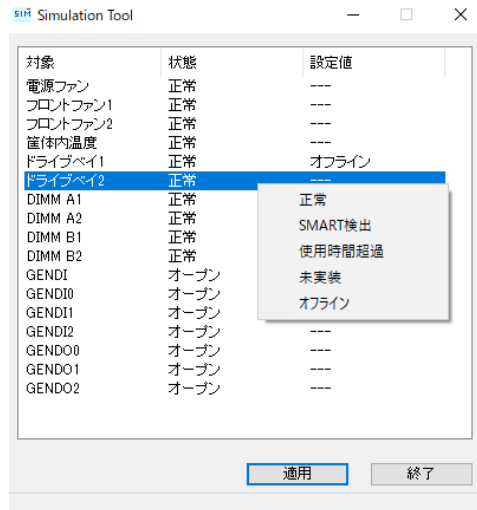 SIM Simulation Tool
対象 状態 設定値
電源ファン 正常 ---
フロントファン1 正常 ---
フロントファン2 正常 ---
筐体内温度 正常 ---
ドライブベイ1 正常 オフライン
ドライブベイ2 正常 ---
DIMM A1 正常
正常
DIMM A2 正常
SMART検出
DIMM B1 正常
使用時間超過
DIMM B2 正常
GENDI オープン
未実装
GENDI0 オープン
オフライン
GENDI1 オープン
GENDI2 オープン ---
GENDO0 オープン ---
GENDO1 オープン ---
GENDO2 オープン ---
適用 終了